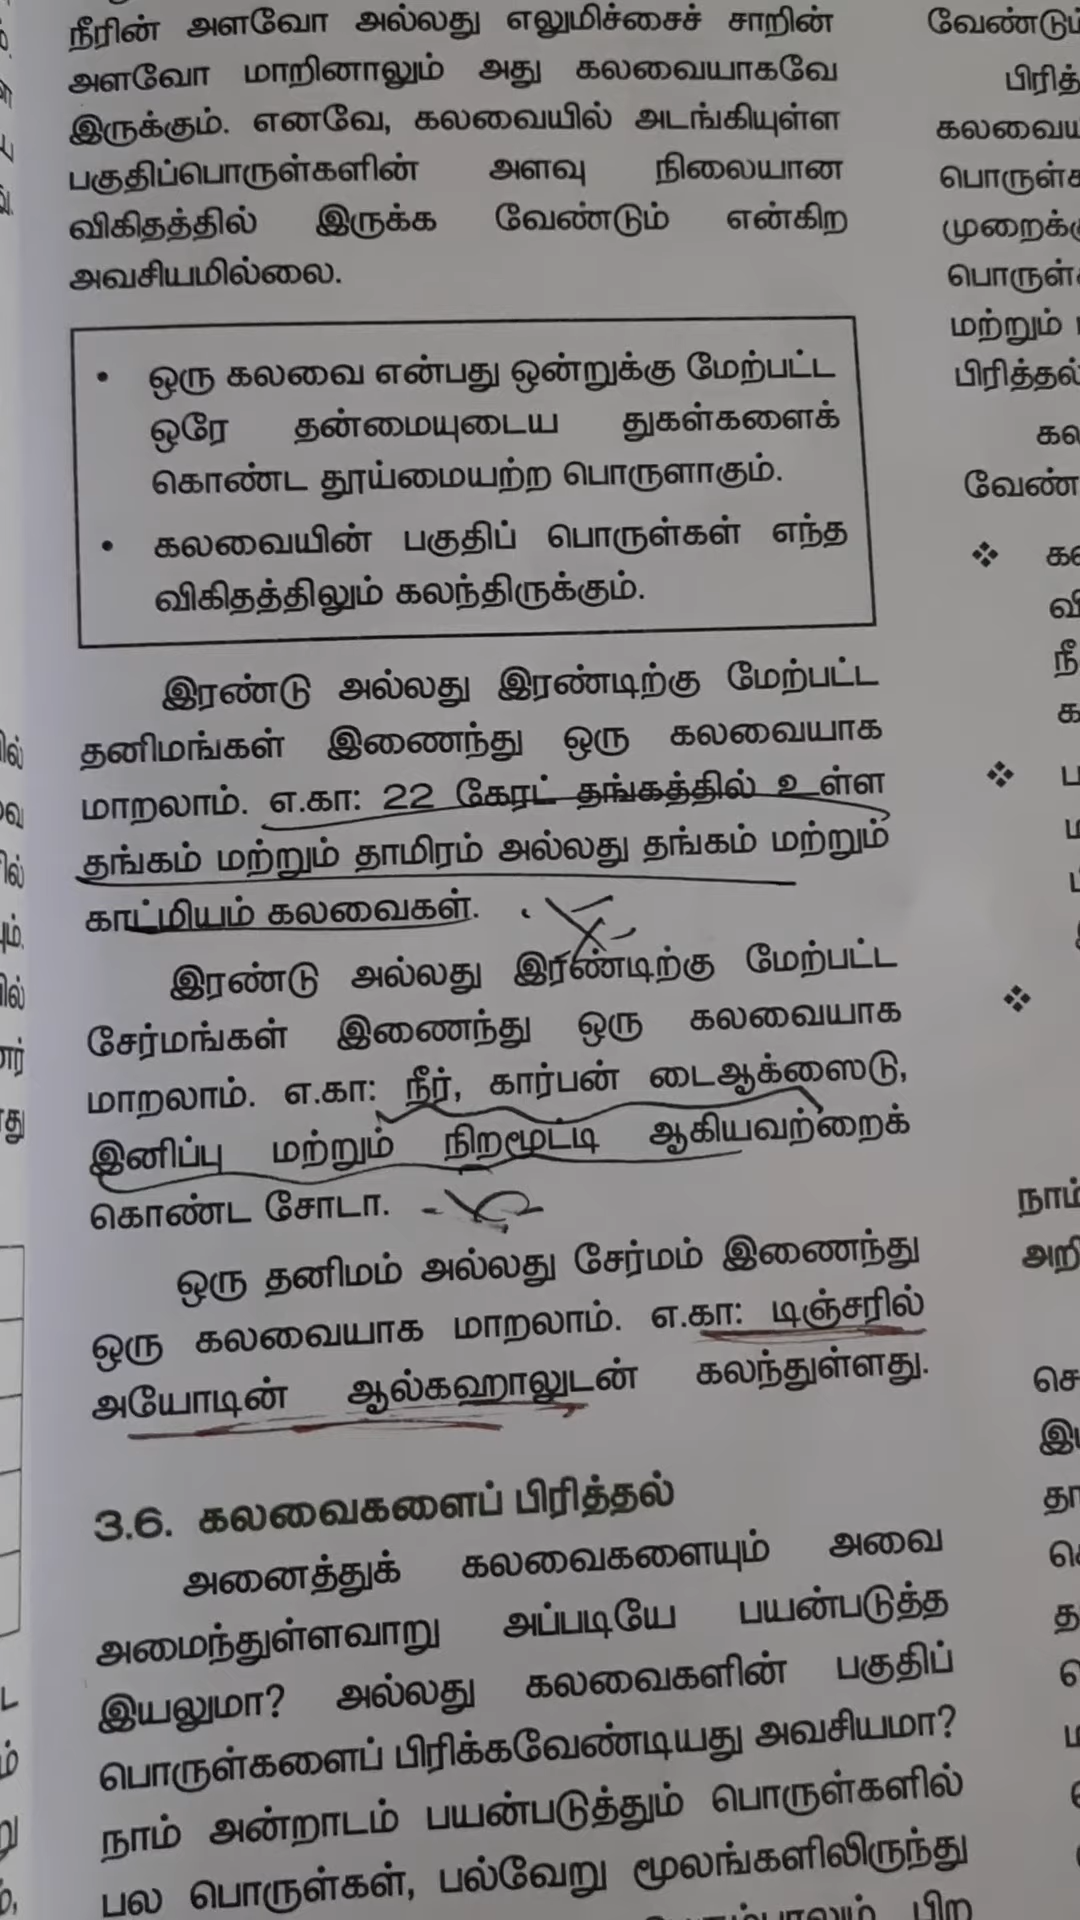 நீரின் அளவோ அல்லது எலுமிச்சைச் சாறின்
அளவோ மாறினாலும் அது கலவையாகவே
இருக்கும். எனவே, கலவையில் அடங்கியுள்ள
பகுதிப்பொருள்களின் அளவு நிலையான
விகிதத்தில் இருக்க வேண்டும் என்கிற
அவசியமில்லை.
• ஒரு கலவை என்பது ஒன்றுக்கு மேற்பட்ட
ஒரே தன்மையுடைய துகள்களைக்
கொண்ட தூய்மையற்ற பொருளாகும்.
• கலவையின் பகுதிப் பொருள்கள் எந்த
விகிதத்திலும் கலந்திருக்கும்.
இரண்டு அல்லது இரண்டிற்கு மேற்பட்ட
தனிமங்கள் இணைந்து ஒரு கலவையாக
மாறலாம். எ.கா: 22 கேரட் தங்கத்தில் உள்ள
தங்கம் மற்றும் தாமிரம் அல்லது தங்கம் மற்றும்
காட்மியம் கலவைகள்.
இரண்டு அல்லது இரண்டிற்கு மேற்பட்ட
சேர்மங்கள் இணைந்து ஒரு கலவையாக
மாறலாம். எ.கா: நீர், கார்பன் டைஆக்ஸைடு,
இனிப்பு மற்றும் நிறமூட்டி ஆகியவற்றைக்
கொண்ட சோடா.
ஒரு தனிமம் அல்லது சேர்மம் இணைந்து
ஒரு கலவையாக மாறலாம். எ.கா: டிஞ்சரில்
அயோடின் ஆல்கஹாலுடன் கலந்துள்ளது.
3.6. கலவைகளைப் பிரித்தல்
அனைத்துக் கலவைகளையும் அவை
அமைந்துள்ளவாறு அப்படியே பயன்படுத்த
இயலுமா? அல்லது கலவைகளின் பகுதிப்
பொருள்களைப் பிரிக்கவேண்டியது அவசியமா?
நாம் அன்றாடம் பயன்படுத்தும் பொருள்களில்
பல பொருள்கள், பல்வேறு மூலங்களிலிருந்து
பிற
மற்றும்
நாம்